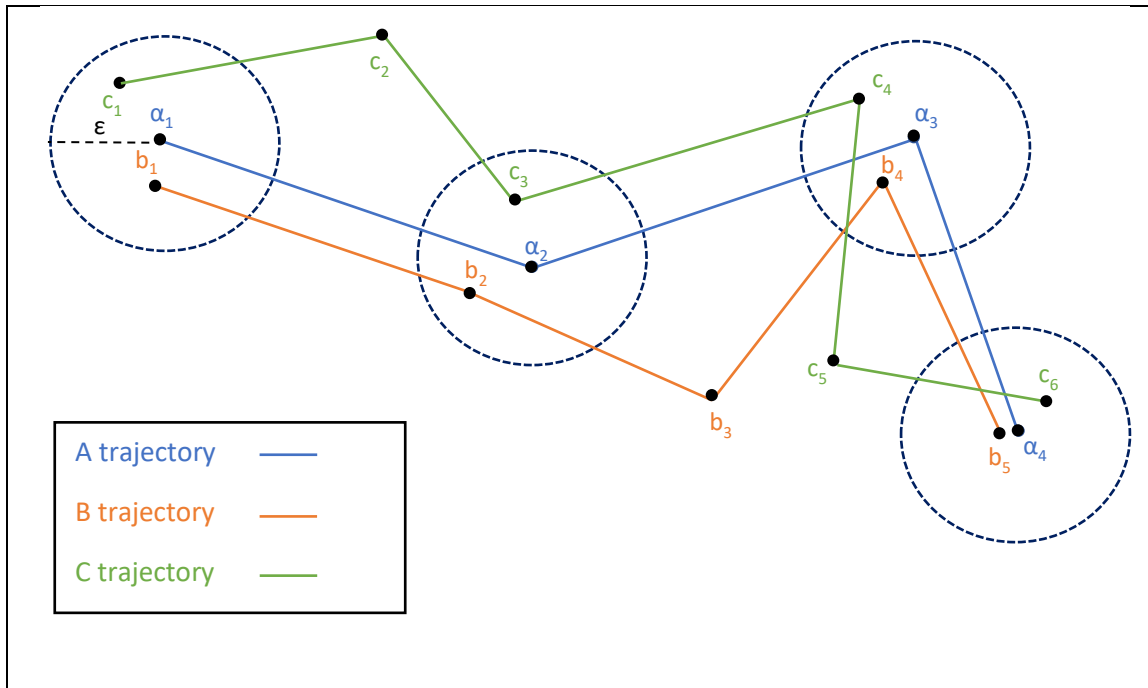 c₂
c₁
ε
α₁
b₁
c₃
α₂
b₂
c₄
α₃
b₄
c₅
b₃
c₆
b₅
α₄
A trajectory
B trajectory
C trajectory